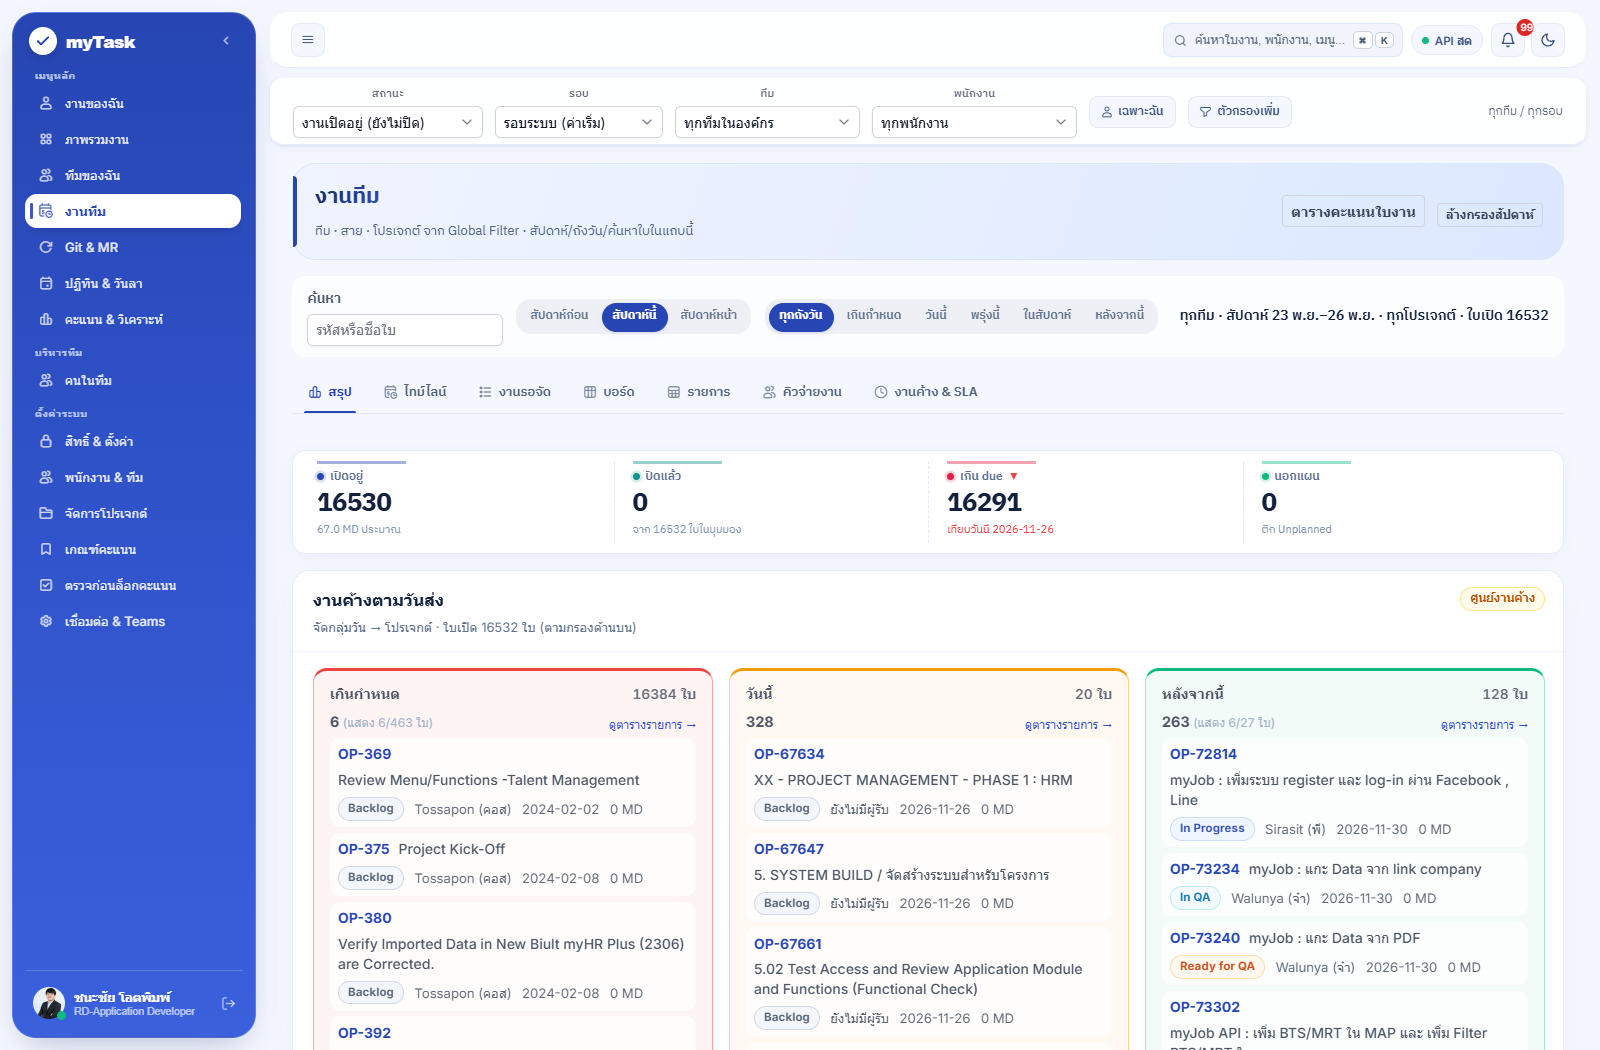 myTask
เมนูหลัก
งานของฉัน
ภาพรวมงาน
ทีมของฉัน
งานทีม
Git & MR
ปฏิทิน & วันลา
คะแนน & วิเคราะห์
บริหารทีม
คนในทีม
ตั้งค่าระบบ
สิทธิ์ & ตั้งค่า
พนักงาน & ทีม
จัดการโปรเจกต์
เกณฑ์คะแนน
ตรวจก่อนล็อกคะแนน
เชื่อมต่อ & Teams
ชนะชัย โอดพิมพ์
RD-Application Developer
ค้นหาใบงาน, พนักงาน, เมนู... ⌘ K
API สด
99
สถานะ รอบ ทีม พนักงาน
งานเปิดอยู่ (ยังไม่ปิด) รอบระบบ (ค่าเริ่ม) ทุกทีมในองค์กร ทุกพนักงาน เฉพาะฉัน ตัวกรองเพิ่ม ทุกทีม / ทุกรอบ
งานทีม
ทีม · สาย · โปรเจกต์ จาก Global Filter · สัปดาห์/ถังวัน/ค้นหาใบในแถบนี้
ตารางคะแนนใบงาน ล้างกรองสัปดาห์
ค้นหา
รหัสหรือชื่อใบ
สัปดาห์ก่อน สัปดาห์นี้ สัปดาห์หน้า
ทุกถังวัน เกินกำหนด วันนี้ พรุ่งนี้ ในสัปดาห์ หลังจากนี้
ทุกทีม · สัปดาห์ 23 พ.ย.–26 พ.ย. · ทุกโปรเจกต์ · ใบเปิด 16532
สรุป ไทม์ไลน์ งานรอจัด บอร์ด รายการ คิวจ่ายงาน งานค้าง & SLA
เปิดอยู่
16530
67.0 MD ประมาณ
ปิดแล้ว
0
จาก 16532 ใบในมุมมอง
เกิน due ▼
16291
เทียบวันนี้ 2026-11-26
นอกแผน
0
ติก Unplanned
งานค้างตามวันส่ง
จัดกลุ่มวัน → โปรเจกต์ · ใบเปิด 16532 ใบ (ตามกรองด้านบน)
ศูนย์งานค้าง
เกินกำหนด 16384 ใบ
6 (แสดง 6/463 ใบ) ดูตารางรายการ →
OP-369
Review Menu/Functions -Talent Management
Backlog Tossapon (คอส) 2024-02-02 0 MD
OP-375 Project Kick-Off
Backlog Tossapon (คอส) 2024-02-08 0 MD
OP-380
Verify Imported Data in New Biult myHR Plus (2306)
are Corrected.
Backlog Tossapon (คอส) 2024-02-08 0 MD
OP-392
วันนี้ 20 ใบ
328 ดูตารางรายการ →
OP-67634
XX - PROJECT MANAGEMENT - PHASE 1 : HRM
Backlog ยังไม่มีผู้รับ 2026-11-26 0 MD
OP-67647
5. SYSTEM BUILD / จัดสร้างระบบสำหรับโครงการ
Backlog ยังไม่มีผู้รับ 2026-11-26 0 MD
OP-67661
5.02 Test Access and Review Application Module
and Functions (Functional Check)
Backlog ยังไม่มีผู้รับ 2026-11-26 0 MD
หลังจากนี้ 128 ใบ
263 (แสดง 6/27 ใบ) ดูตารางรายการ →
OP-72814
myJob : เพิ่มระบบ register และ log-in ผ่าน Facebook ,
Line
In Progress Sirasit (พี) 2026-11-30 0 MD
OP-73234 myJob : แกะ Data จาก link company
In QA Walunya (จ๋า) 2026-11-30 0 MD
OP-73240 myJob : แกะ Data จาก PDF
Ready for QA Walunya (จ๋า) 2026-11-30 0 MD
OP-73302
myJob API : เพิ่ม BTS/MRT ใน MAP และ เพิ่ม Filter